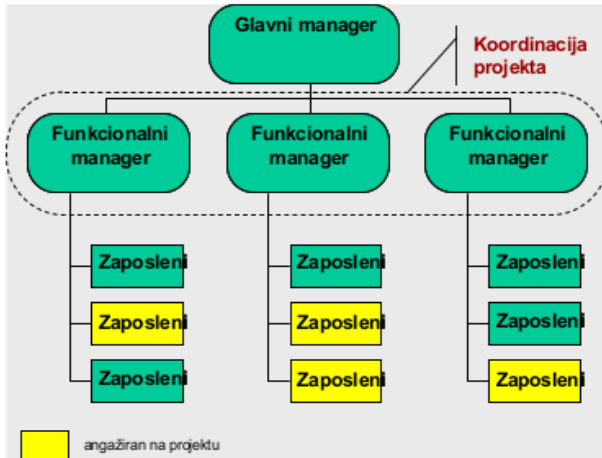 Glavni manager
Koordinacija
projekta
Funkcionalni
manager
Funkcionalni
manager
Funkcionalni
manager
Zaposleni
Zaposleni
Zaposleni
Zaposleni
Zaposleni
Zaposleni
Zaposleni
Zaposleni
Zaposleni
angažiran na projektu